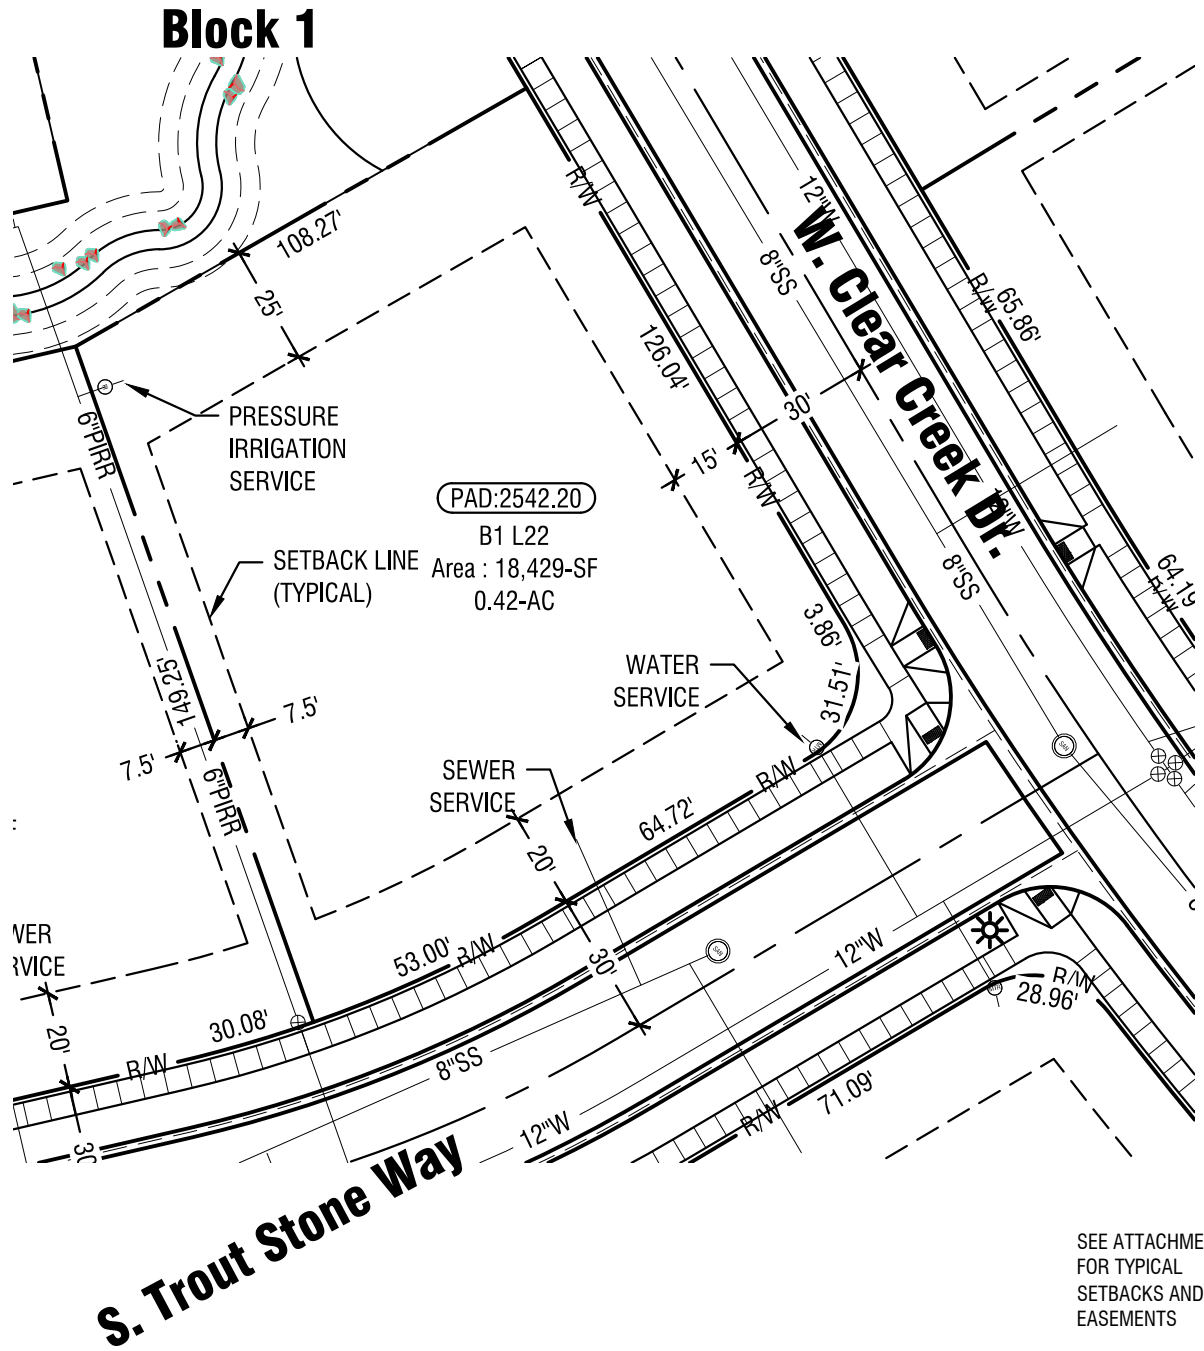 Block 1
108.27'
25'
R/W
12"W
8"SS
W. Clear Creek Dr.
R/W
65.86'
126.04'
30'
15'
R/W
6"PIRR
PRESSURE
IRRIGATION
SERVICE
PAD:2542.20
B1 L22
Area : 18,429-SF
0.42-AC
SETBACK LINE
(TYPICAL)
12"W
8"SS
64.19
R/W
3.86'
31.51'
WATER
SERVICE
149.25'
7.5'
7.5'
6"PIRR
SEWER
SERVICE
R/W
64.72'
20'
VER
RVICE
20'
53.00'
R/W
30'
12"W
R/W
28.96'
30.08'
R/W
8"SS
12"W
71.09'
R/W
30
S. Trout Stone Way
SEE ATTACHME
FOR TYPICAL
SETBACKS AND
EASEMENTS